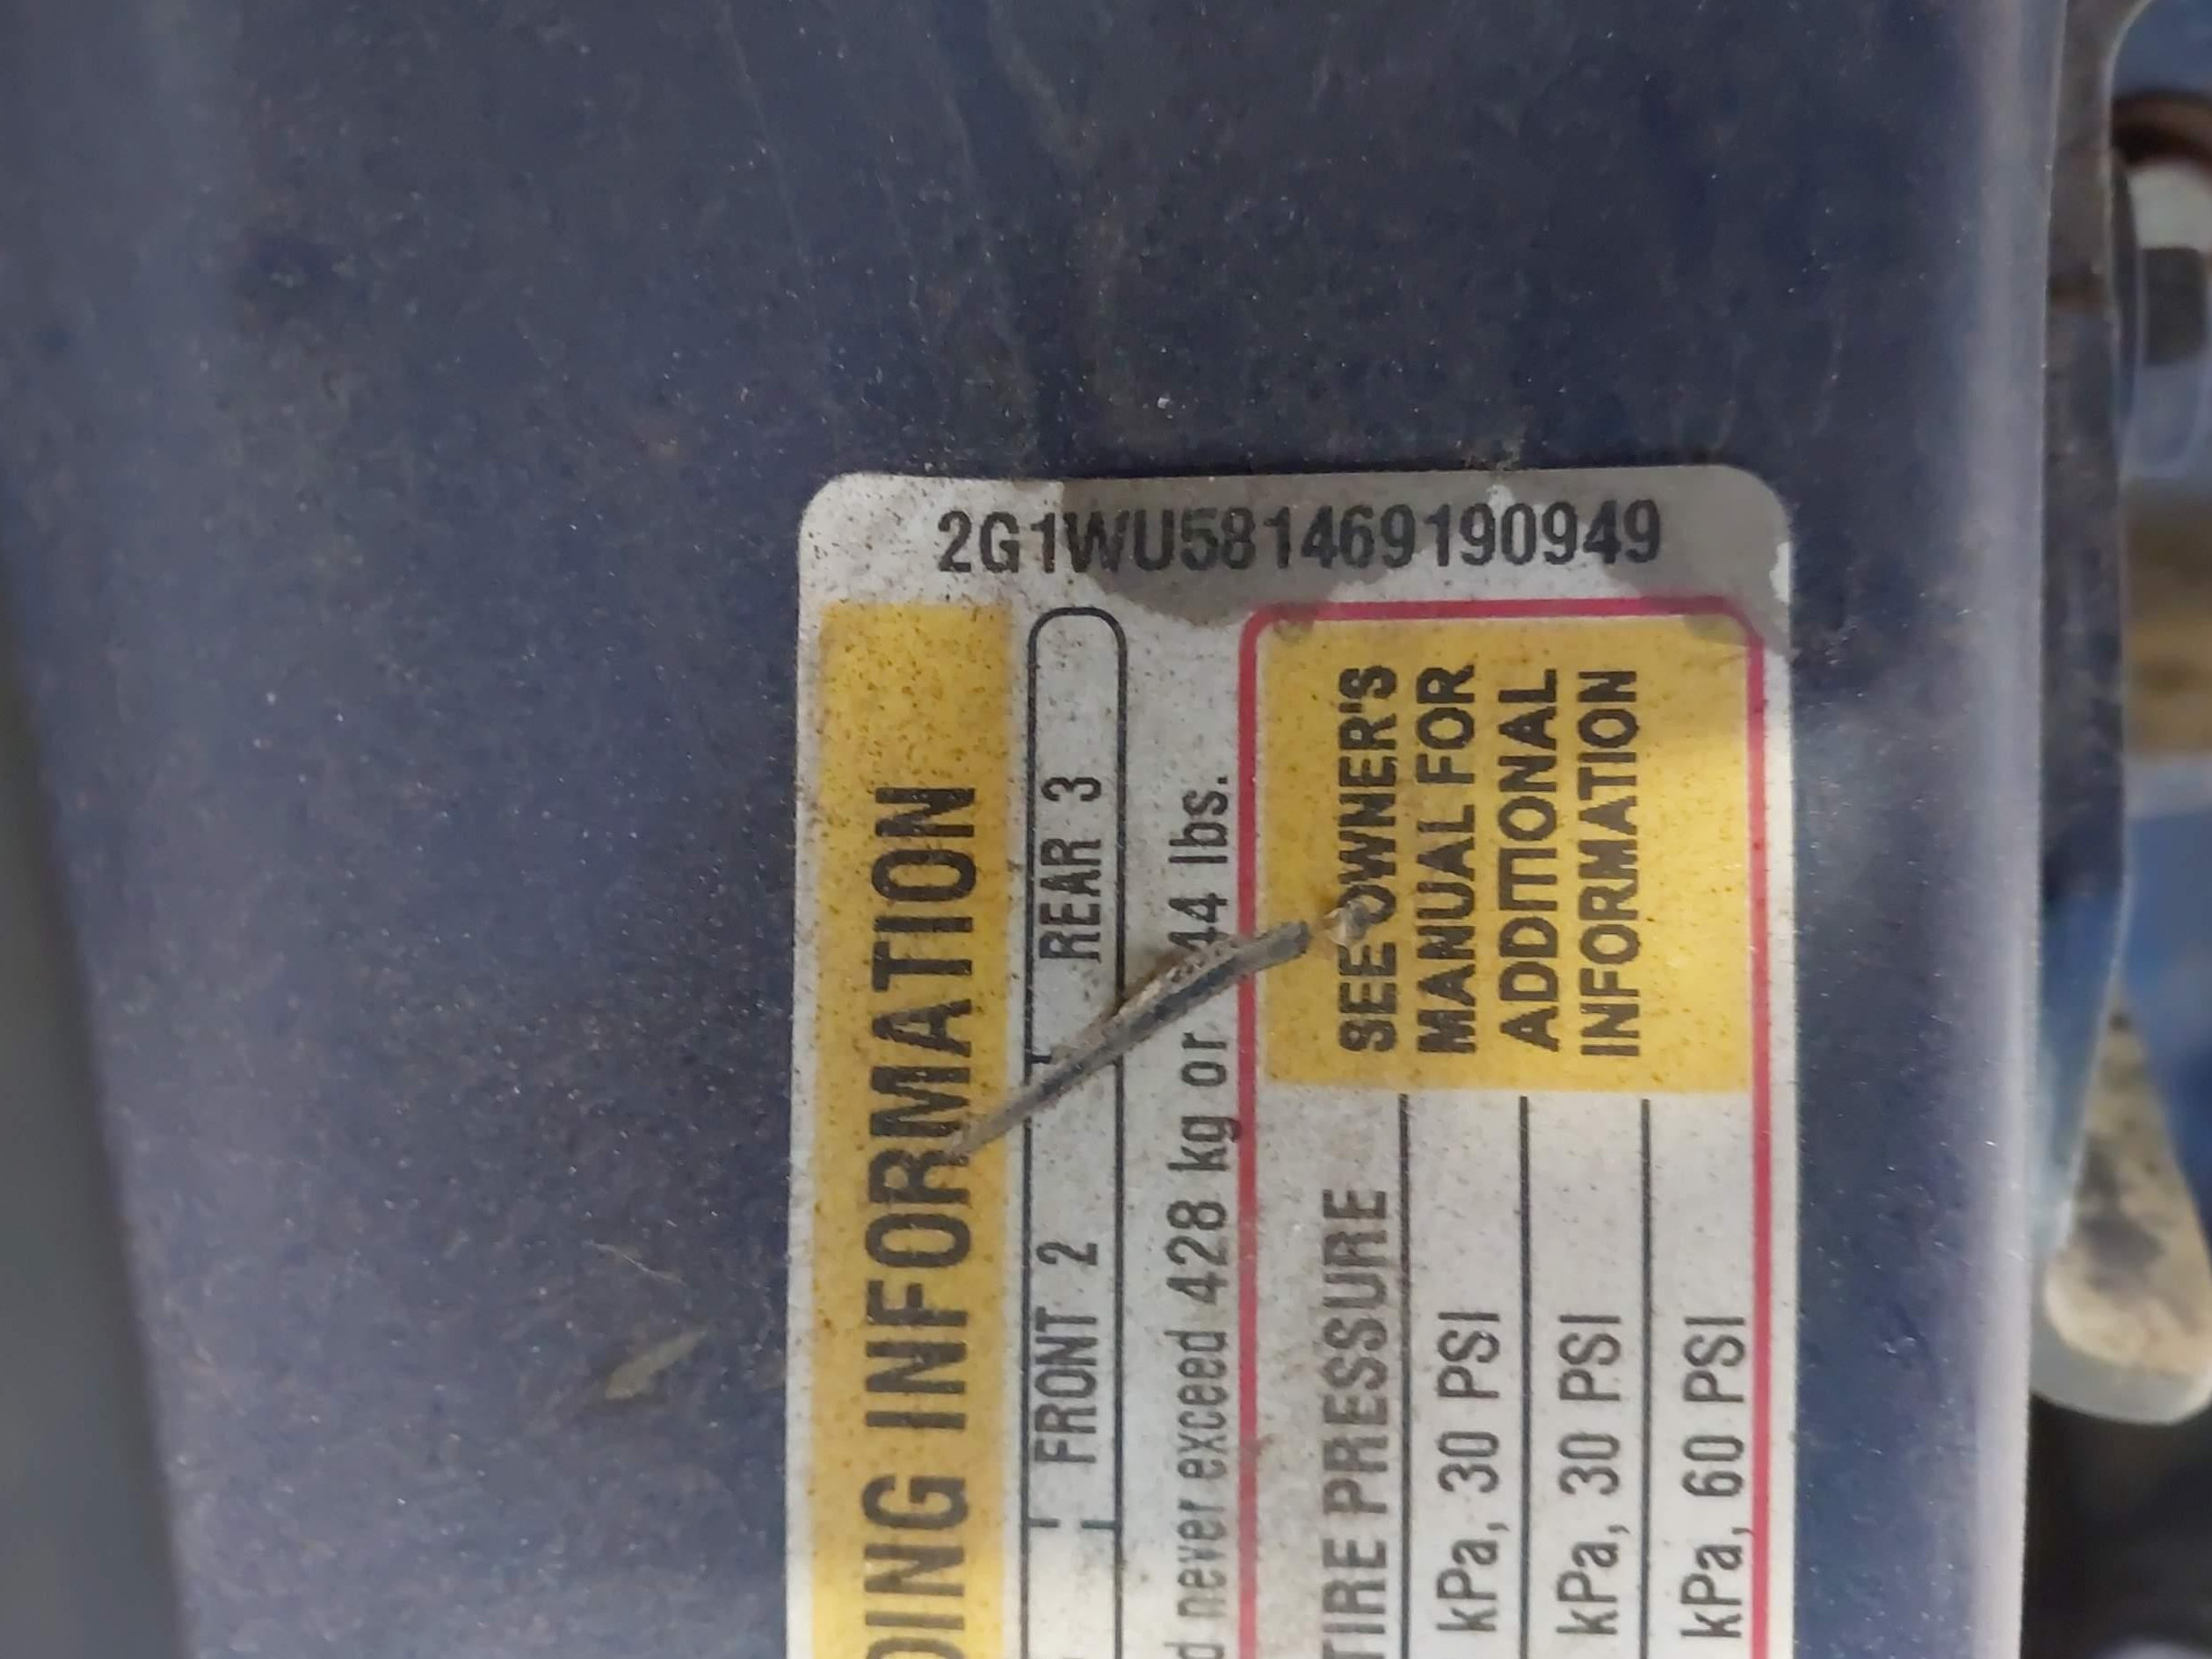 2G1WU581469190949
DING INFORMATION
FRONT 2 REAR 3
never exceed 428 kg or 44 lbs.
TIRE PRESSURE
SEE OWNER'S
MANUAL FOR
ADDITIONAL
INFORMATION
kPa, 30 PSI
kPa, 30 PSI
kPa, 60 PSI